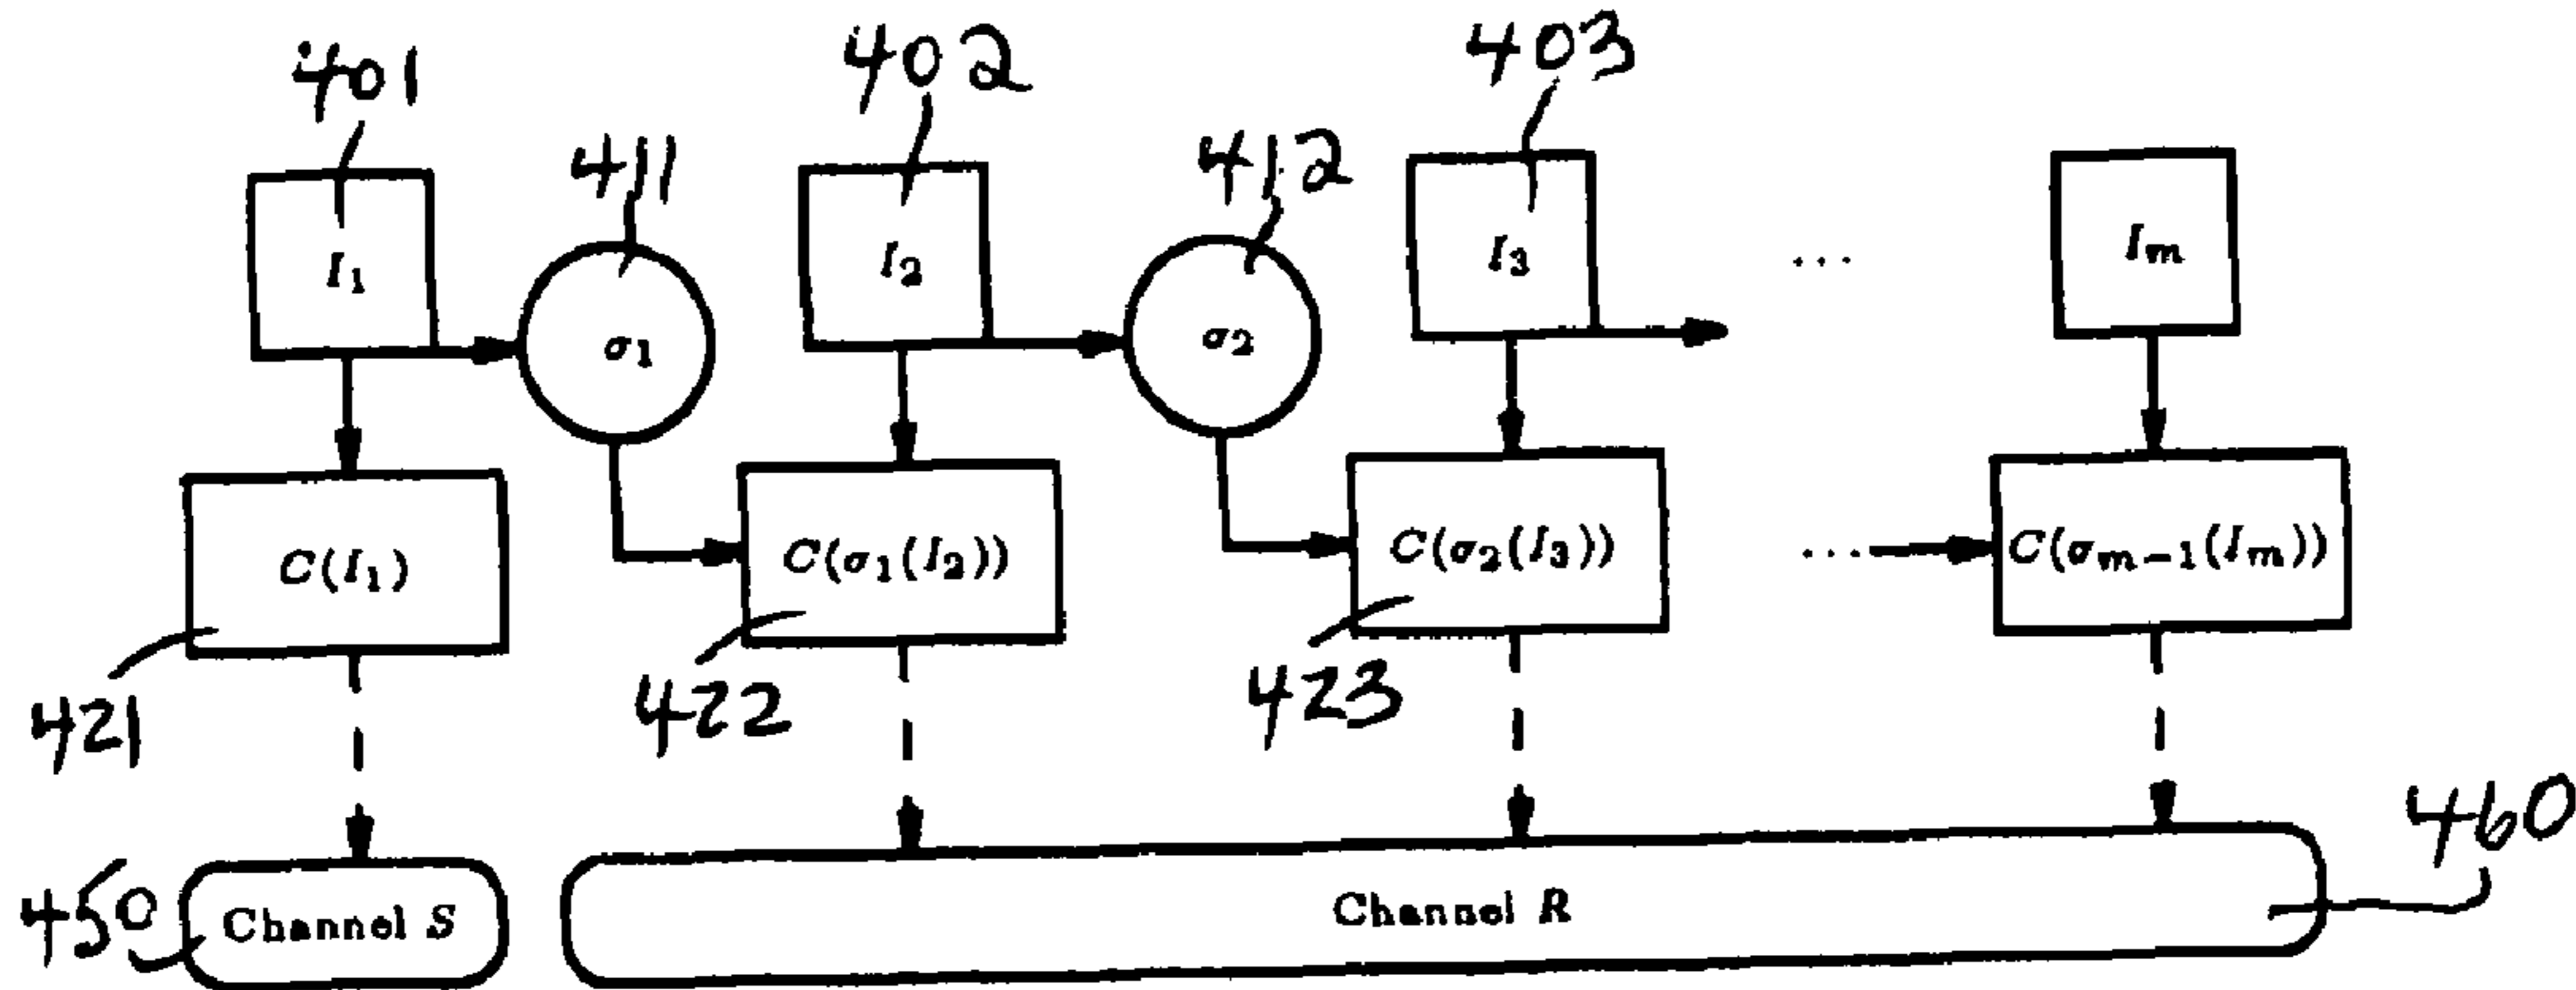 401
402
403
411
412
I₁
I₂
I₃
...
Iₘ
σ₁
σ₂
C(I₁)
C(σ₁(I₂))
C(σ₂(I₃))
...
C(σₘ₋₁(Iₘ))
421
422
423
460
450
Channel S
Channel R